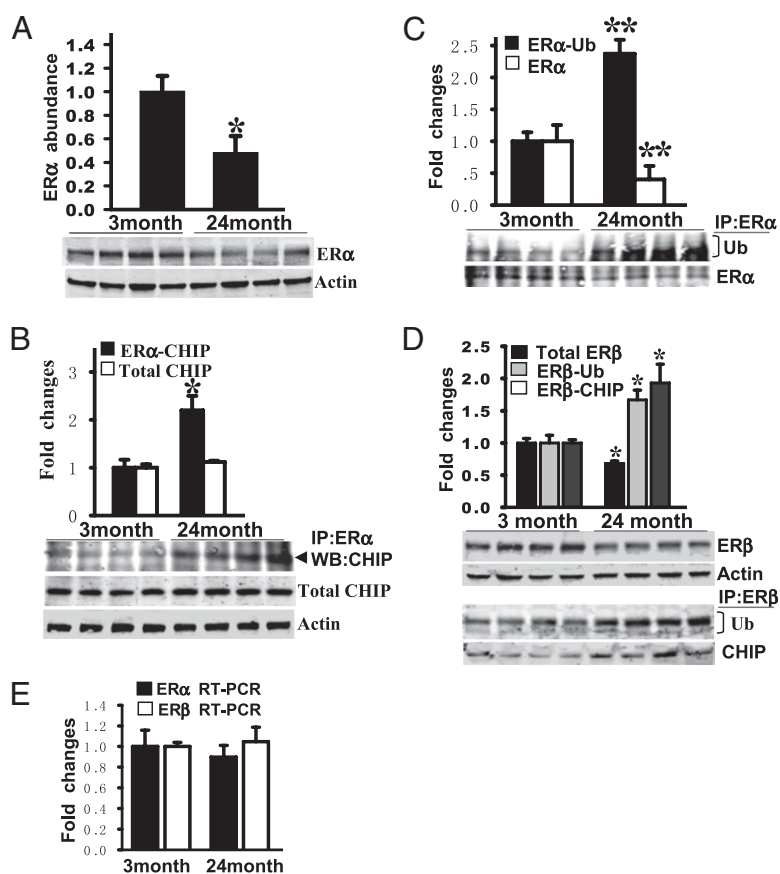 A
ERα abundance
1.4
1.2
1.0
0.8
0.6
0.4
0.2
0.0
*
3month 24month
ERα
Actin
B
ERα-CHIP
Total CHIP
Fold changes
3
2
1
0
*
3month 24month
IP:ERα
WB:CHIP
Total CHIP
Actin
C
ERα-Ub
ERα
Fold changes
2.5
2.0
1.5
1.0
.5
0.0
**
**
3month 24month
IP:ERα
Ub
ERα
D
Total ERβ
ERβ-Ub
ERβ-CHIP
Fold changes
2.5
2.0
1.5
1.0
0.5
0.0
*
*
*
3 month 24 month
ERβ
Actin
IP:ERβ
Ub
CHIP
E
ERα RT-PCR
ERβ RT-PCR
Fold changes
1.4
1.2
1.0
0.8
0.6
0.4
0.2
0.0
3month 24month